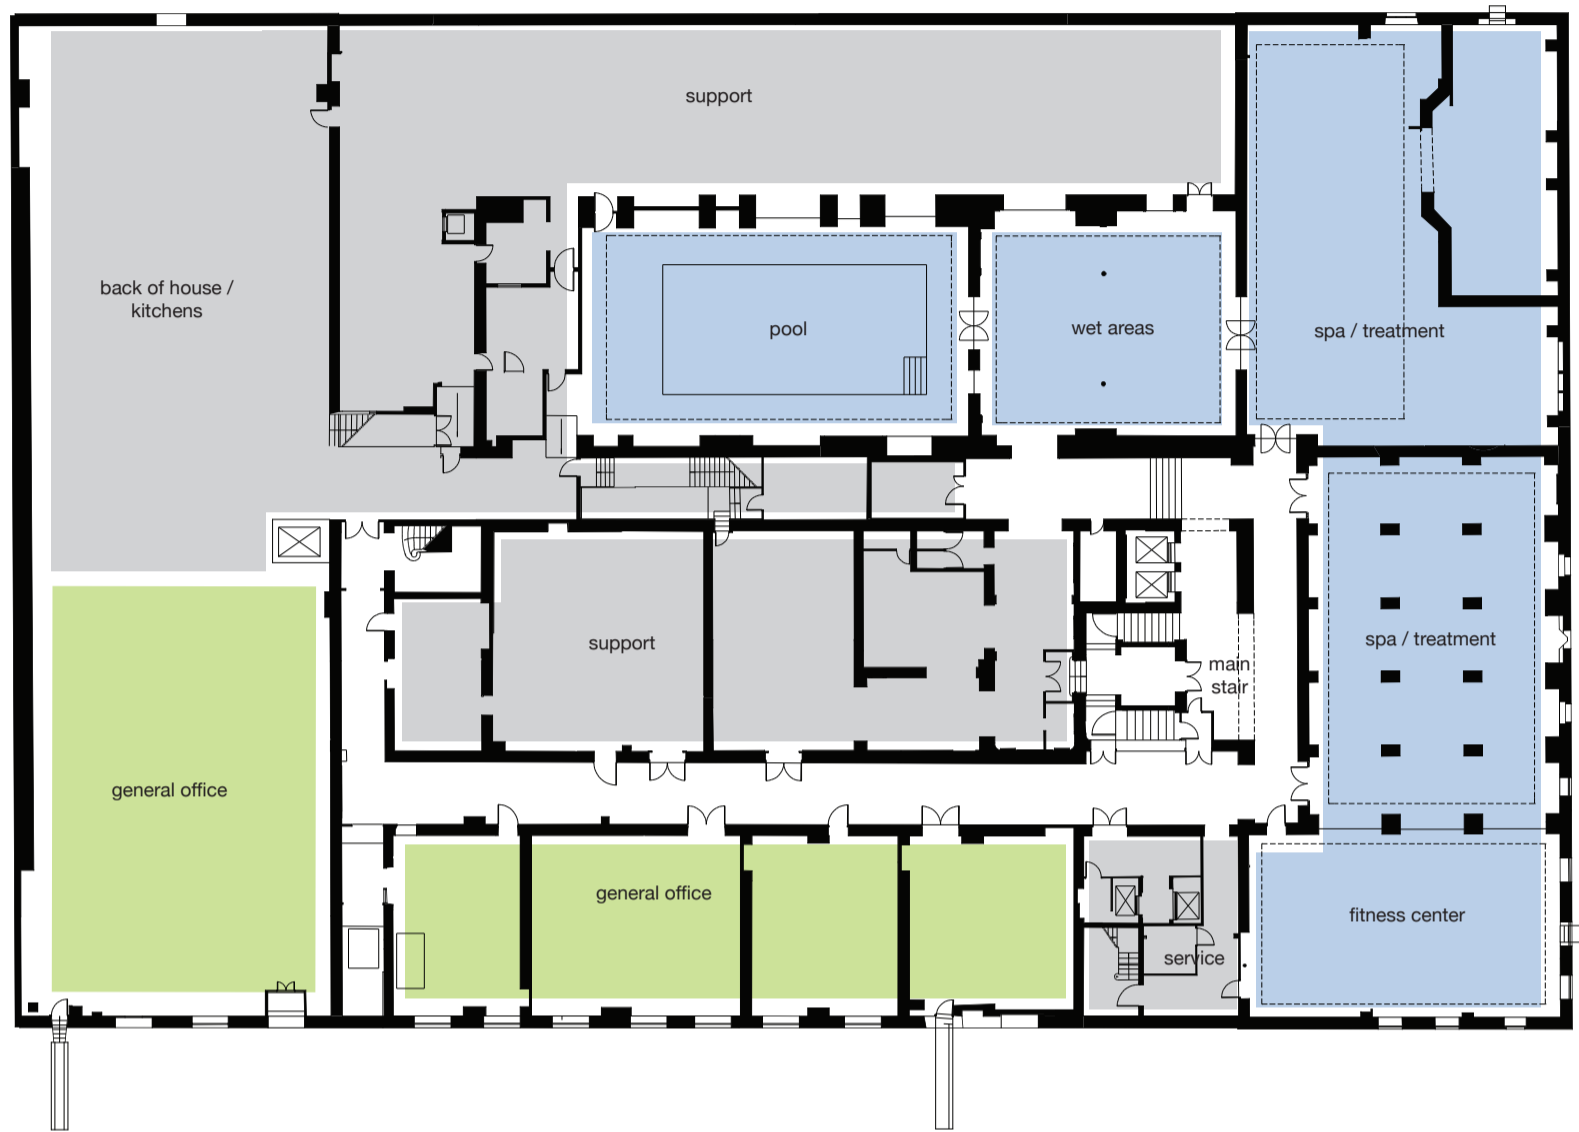 support
back of house /
kitchens
pool
wet areas
spa / treatment
support
spa / treatment
main
stair
general office
general office
fitness center
service